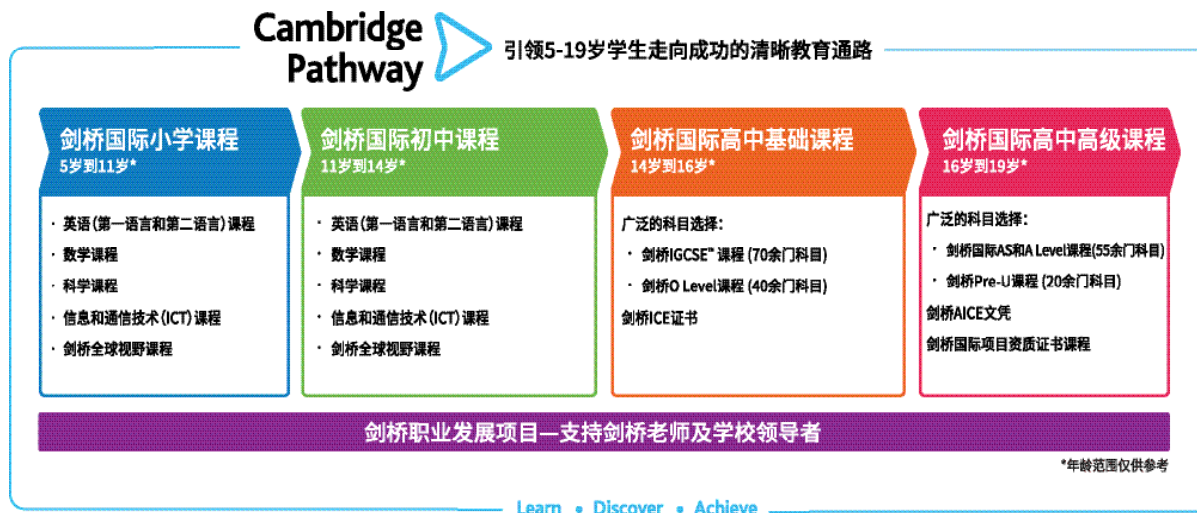 Cambridge
Pathway
引领5-19岁学生走向成功的清晰教育通路
剑桥国际小学课程
5岁到11岁*
· 英语(第一语言和第二语言)课程
· 数学课程
· 科学课程
· 信息和通信技术(ICT)课程
· 剑桥全球视野课程
剑桥国际初中课程
11岁到14岁*
· 英语(第一语言和第二语言)课程
· 数学课程
· 科学课程
· 信息和通信技术(ICT)课程
· 剑桥全球视野课程
剑桥国际高中基础课程
14岁到16岁*
广泛的科目选择：
· 剑桥IGCSE™ 课程 (70余门科目)
· 剑桥O Level课程 (40余门科目)
剑桥ICE证书
剑桥国际高中高级课程
16岁到19岁*
广泛的科目选择：
· 剑桥国际AS和A Level课程(55余门科目)
· 剑桥Pre-U课程 (20余门科目)
剑桥AICE文凭
剑桥国际项目资质证书课程
剑桥职业发展项目—支持剑桥老师及学校领导者
*年龄范围仅供参考
Learn • Discover • Achieve